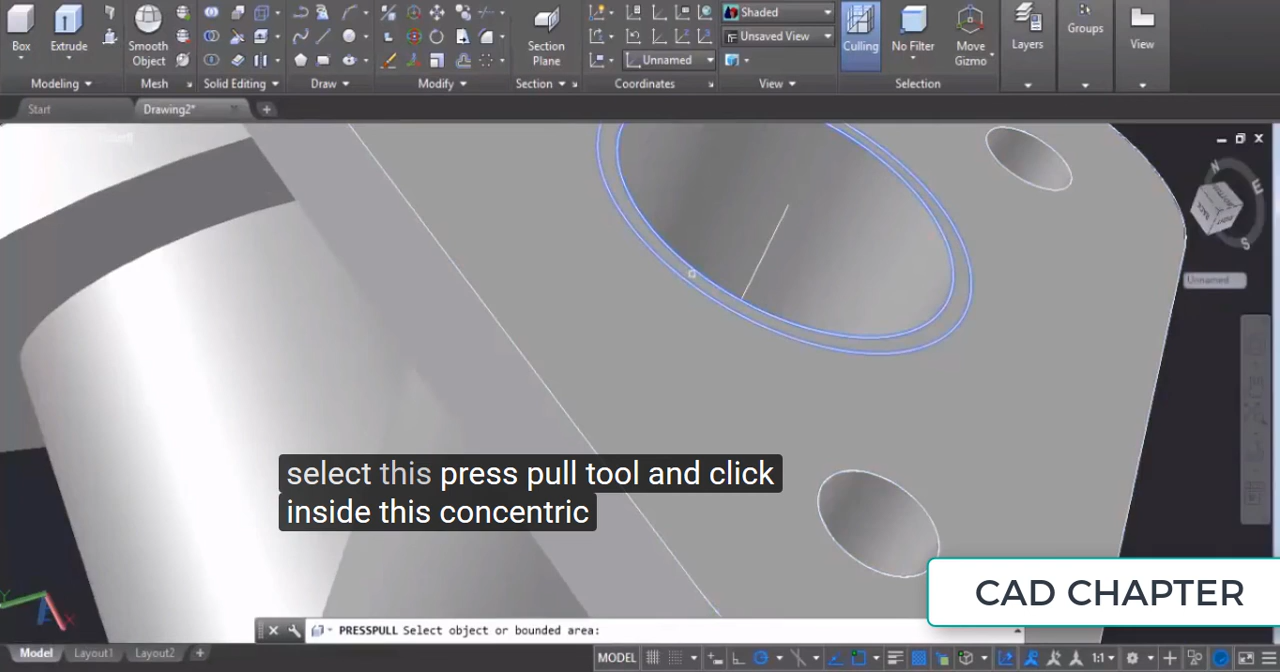 Box
Extrude
Smooth
Object
Section
Plane
Shaded
Unsaved View
Unnamed
Culling
No Filter
Move
Gizmo
Layers
Groups
View
Modeling
Mesh
Solid Editing
Draw
Modify
Section
Coordinates
View
Selection
Start
Drawing2*
N
E
S
BACK
Unnamed
select this press pull tool and click
inside this concentric
CAD CHAPTER
Y
X
PRESSPULL Select object or bounded area:
Model
Layout1
Layout2
MODEL
1:1